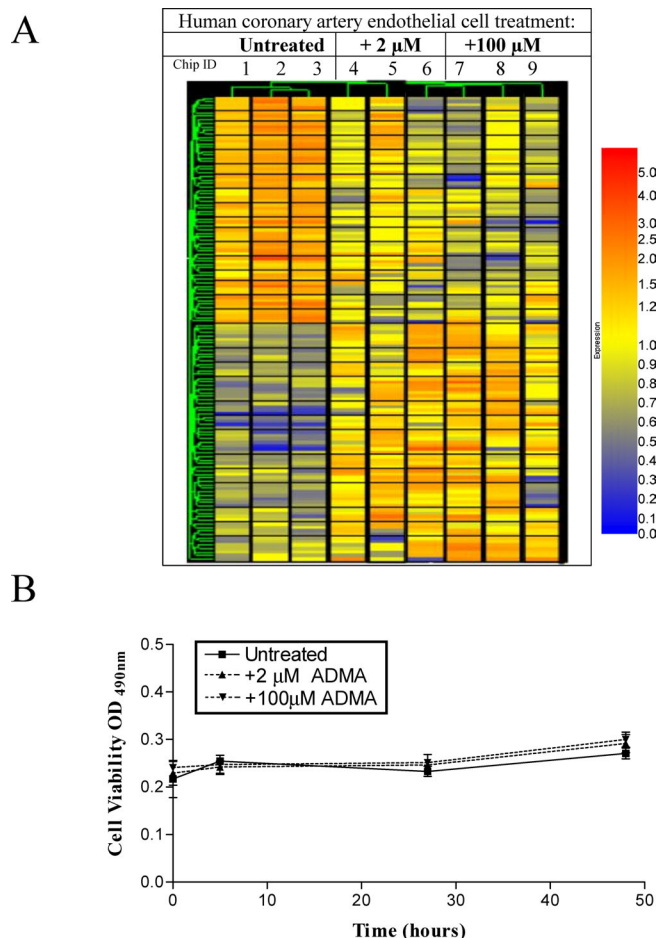 A
Human coronary artery endothelial cell treatment:
Untreated + 2 μM +100 μM
Chip ID 1 2 3 4 5 6 7 8 9
5.0
4.0
3.0
2.5
2.0
1.5
1.2
1.0
0.9
0.8
0.7
0.6
0.5
0.4
0.3
0.2
0.1
0.0
Expression
B
0.5
0.4
0.3
0.2
0.1
0.0
Cell Viability OD 490nm
Untreated
+2 μM ADMA
+100μM ADMA
0 10 20 30 40 50
Time (hours)